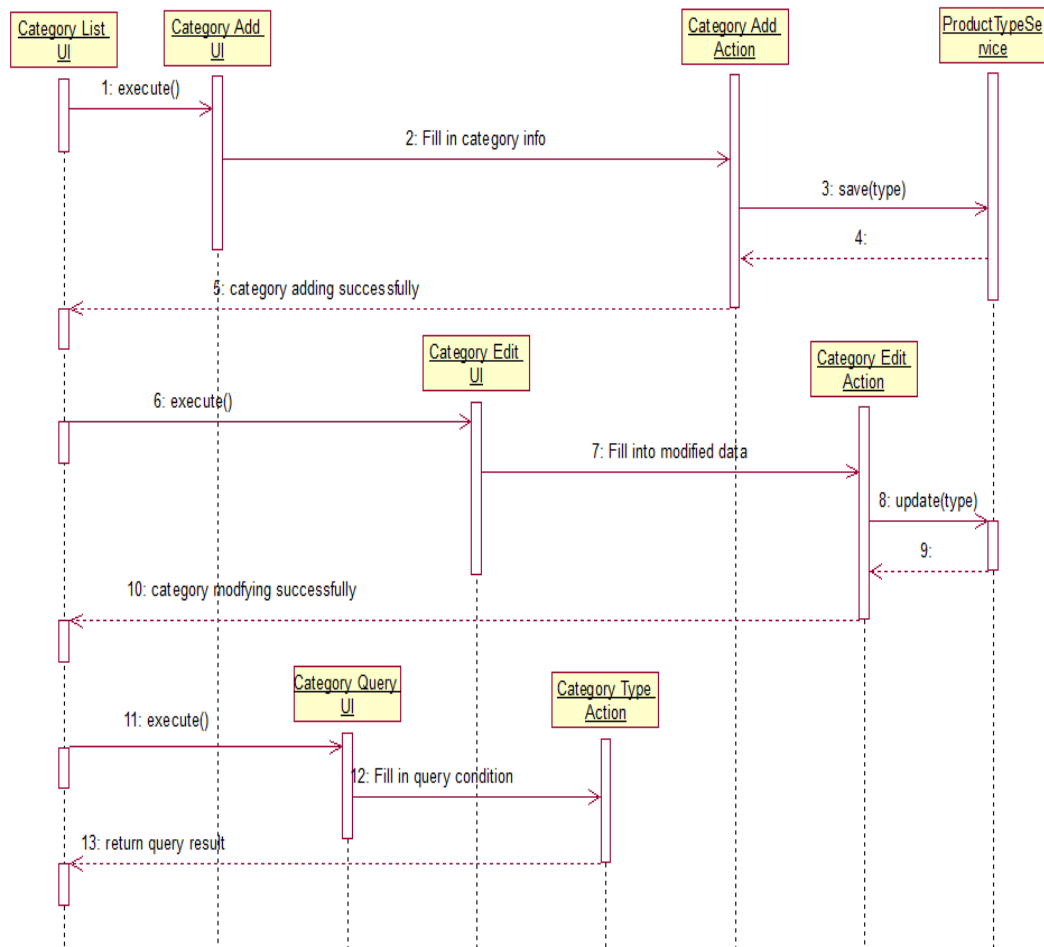 Category List
UI
Category Add
UI
Category Add
Action
ProductTypeSe
rvice
1: execute()
2: Fill in category info
3: save(type)
4:
5: category adding successfully
Category Edit
UI
Category Edit
Action
6: execute()
7: Fill into modified data
8: update(type)
9:
10: category modfying successfully
Category Query
UI
Category Type
Action
11: execute()
12: Fill in query condition
13: return query result